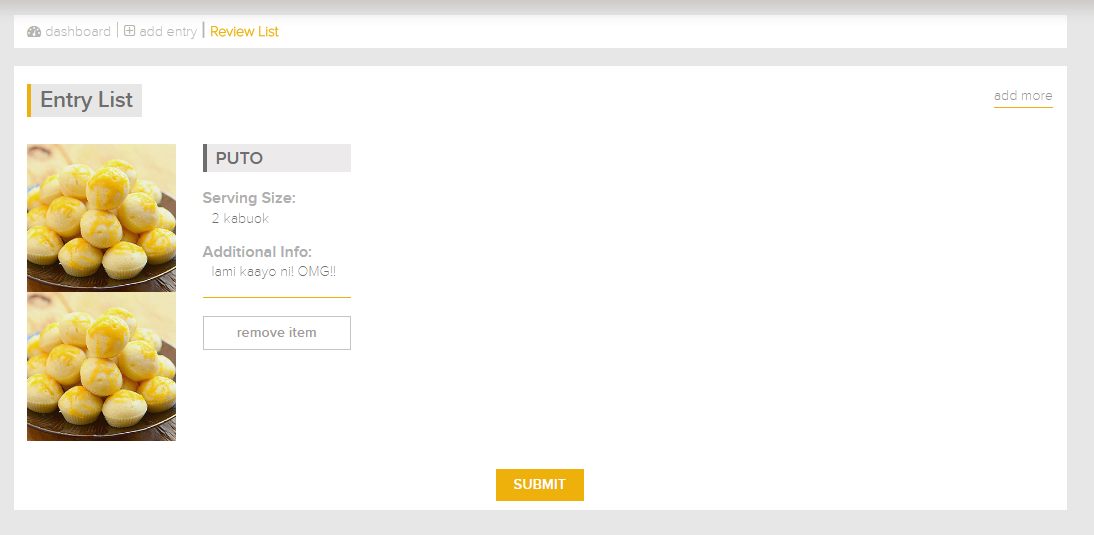 dashboard | add entry | Review List
Entry List
add more
PUTO
Serving Size:
2 kabuok
Additional Info:
lami kaayo ni! OMG!!
remove item
SUBMIT